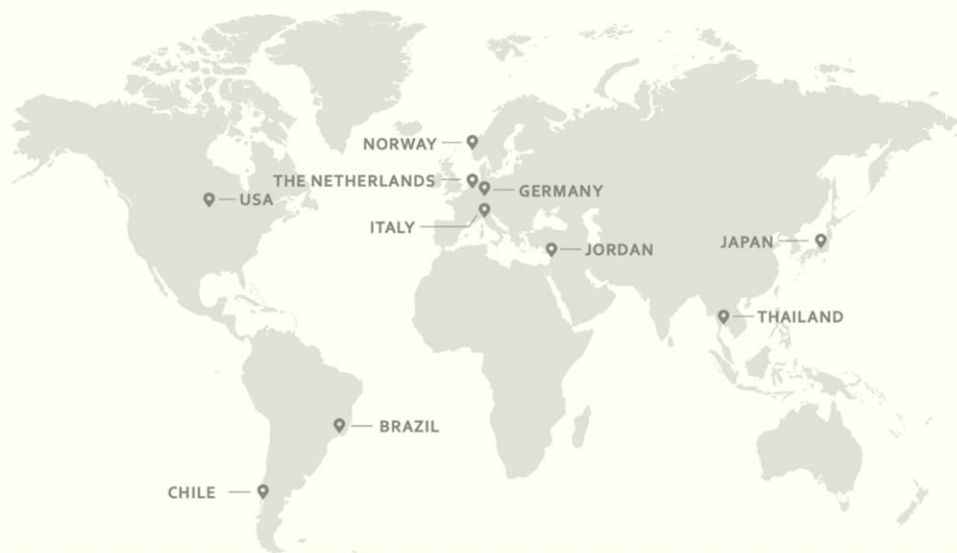 NORWAY
THE NETHERLANDS
GERMANY
USA
ITALY
JORDAN
JAPAN
THAILAND
BRAZIL
CHILE